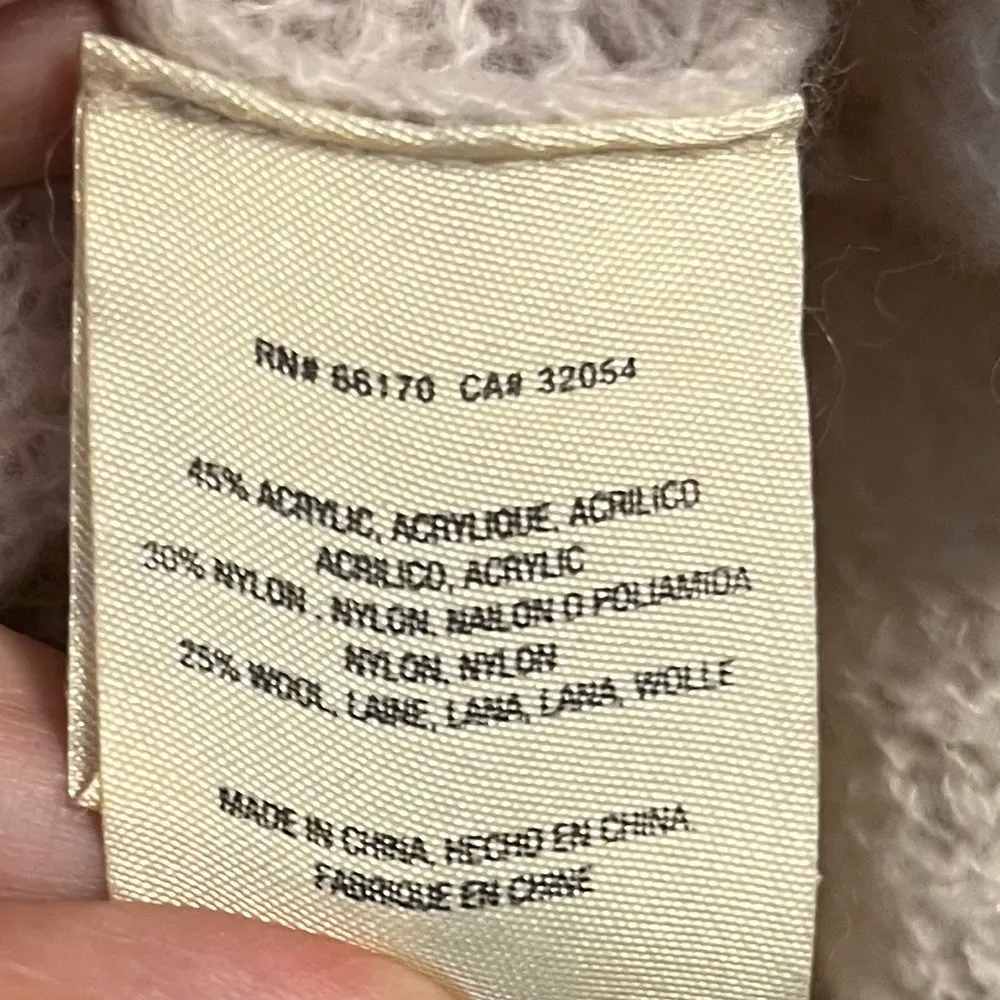 RN# 66170 CA# 32054
45% ACRYLIC, ACRYLIQUE, ACRILICO
ACRILICO, ACRYLIC
30% NYLON . NYLON, NAILON O POLIAMIDA
NYLON, NYLON
25% WOOL, LAINE, LANA, LANA, WOLLE
MADE IN CHINA, HECHO EN CHINA
FABRIQUE EN CHINE